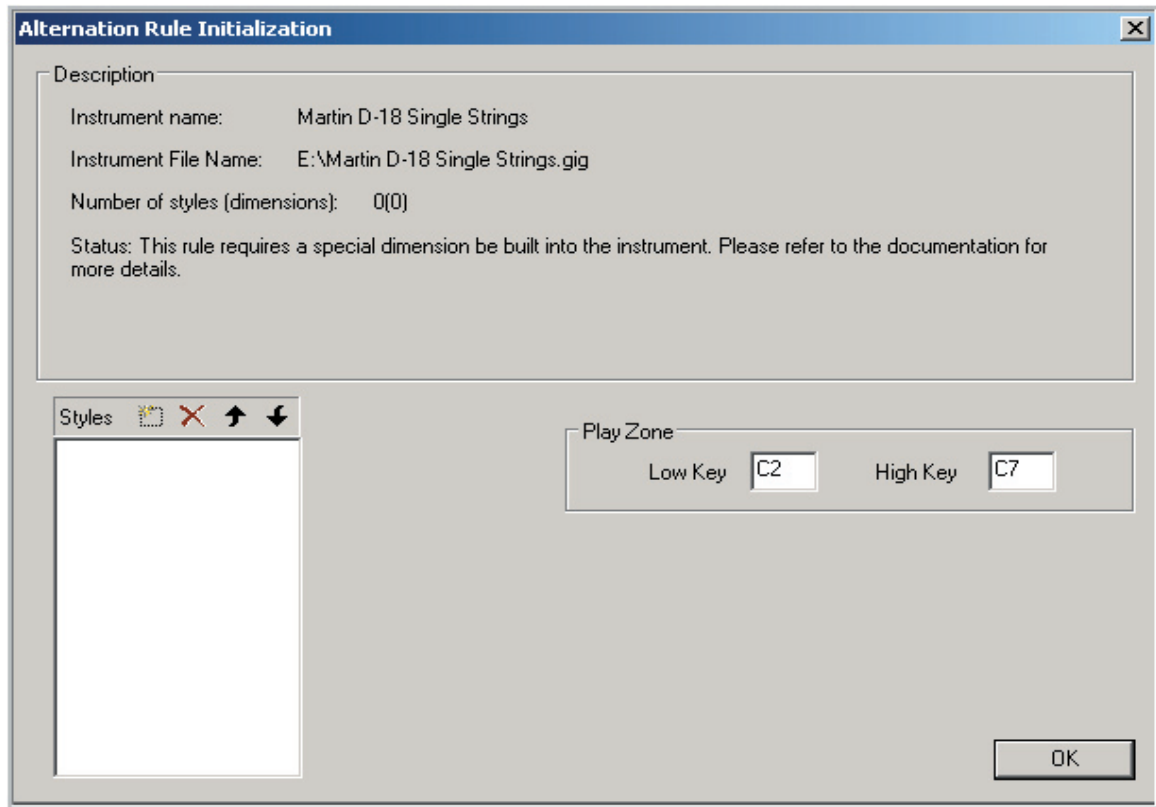 Alternation Rule Initialization
Description
Instrument name: Martin D-18 Single Strings
Instrument File Name: E:\Martin D-18 Single Strings.gig
Number of styles (dimensions): 0(0)
Status: This rule requires a special dimension be built into the instrument. Please refer to the documentation for
more details.
Styles
Play Zone
Low Key C2 High Key C7
OK